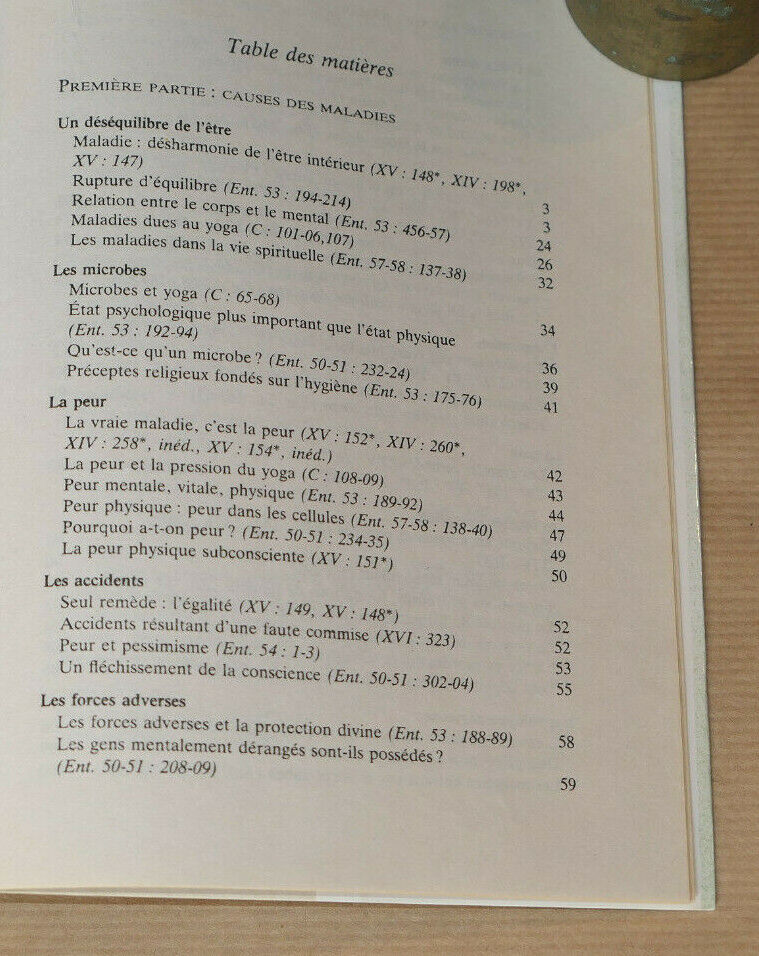 Table des matières
PREMIÈRE PARTIE : CAUSES DES MALADIES
Un déséquilibre de l'être
Maladie : désharmonie de l'être intérieur (XV : 148*, XIV : 198*,
XV : 147) 3
Rupture d'équilibre (Ent. 53 : 194-214) 3
Relation entre le corps et le mental (Ent. 53 : 456-57) 24
Maladies dues au yoga (C : 101-06,107) 26
Les maladies dans la vie spirituelle (Ent. 57-58 : 137-38) 32
Les microbes
Microbes et yoga (C : 65-68) 34
État psychologique plus important que l'état physique
(Ent. 53 : 192-94) 36
Qu'est-ce qu'un microbe ? (Ent. 50-51 : 232-24) 39
Préceptes religieux fondés sur l'hygiène (Ent. 53 : 175-76) 41
La peur
La vraie maladie, c'est la peur (XV : 152*, XIV : 260*,
XIV : 258*, inéd., XV : 154*, inéd.) 42
La peur et la pression du yoga (C : 108-09) 43
Peur mentale, vitale, physique (Ent. 53 : 189-92) 44
Peur physique : peur dans les cellules (Ent. 57-58 : 138-40) 47
Pourquoi a-t-on peur ? (Ent. 50-51 : 234-35) 49
La peur physique subconsciente (XV : 151*) 50
Les accidents
Seul remède : l'égalité (XV : 149, XV : 148*) 52
Accidents résultant d'une faute commise (XVI : 323) 52
Peur et pessimisme (Ent. 54 : 1-3) 53
Un fléchissement de la conscience (Ent. 50-51 : 302-04) 55
Les forces adverses
Les forces adverses et la protection divine (Ent. 53 : 188-89) 58
Les gens mentalement dérangés sont-ils possédés ?
(Ent. 50-51 : 208-09) 59